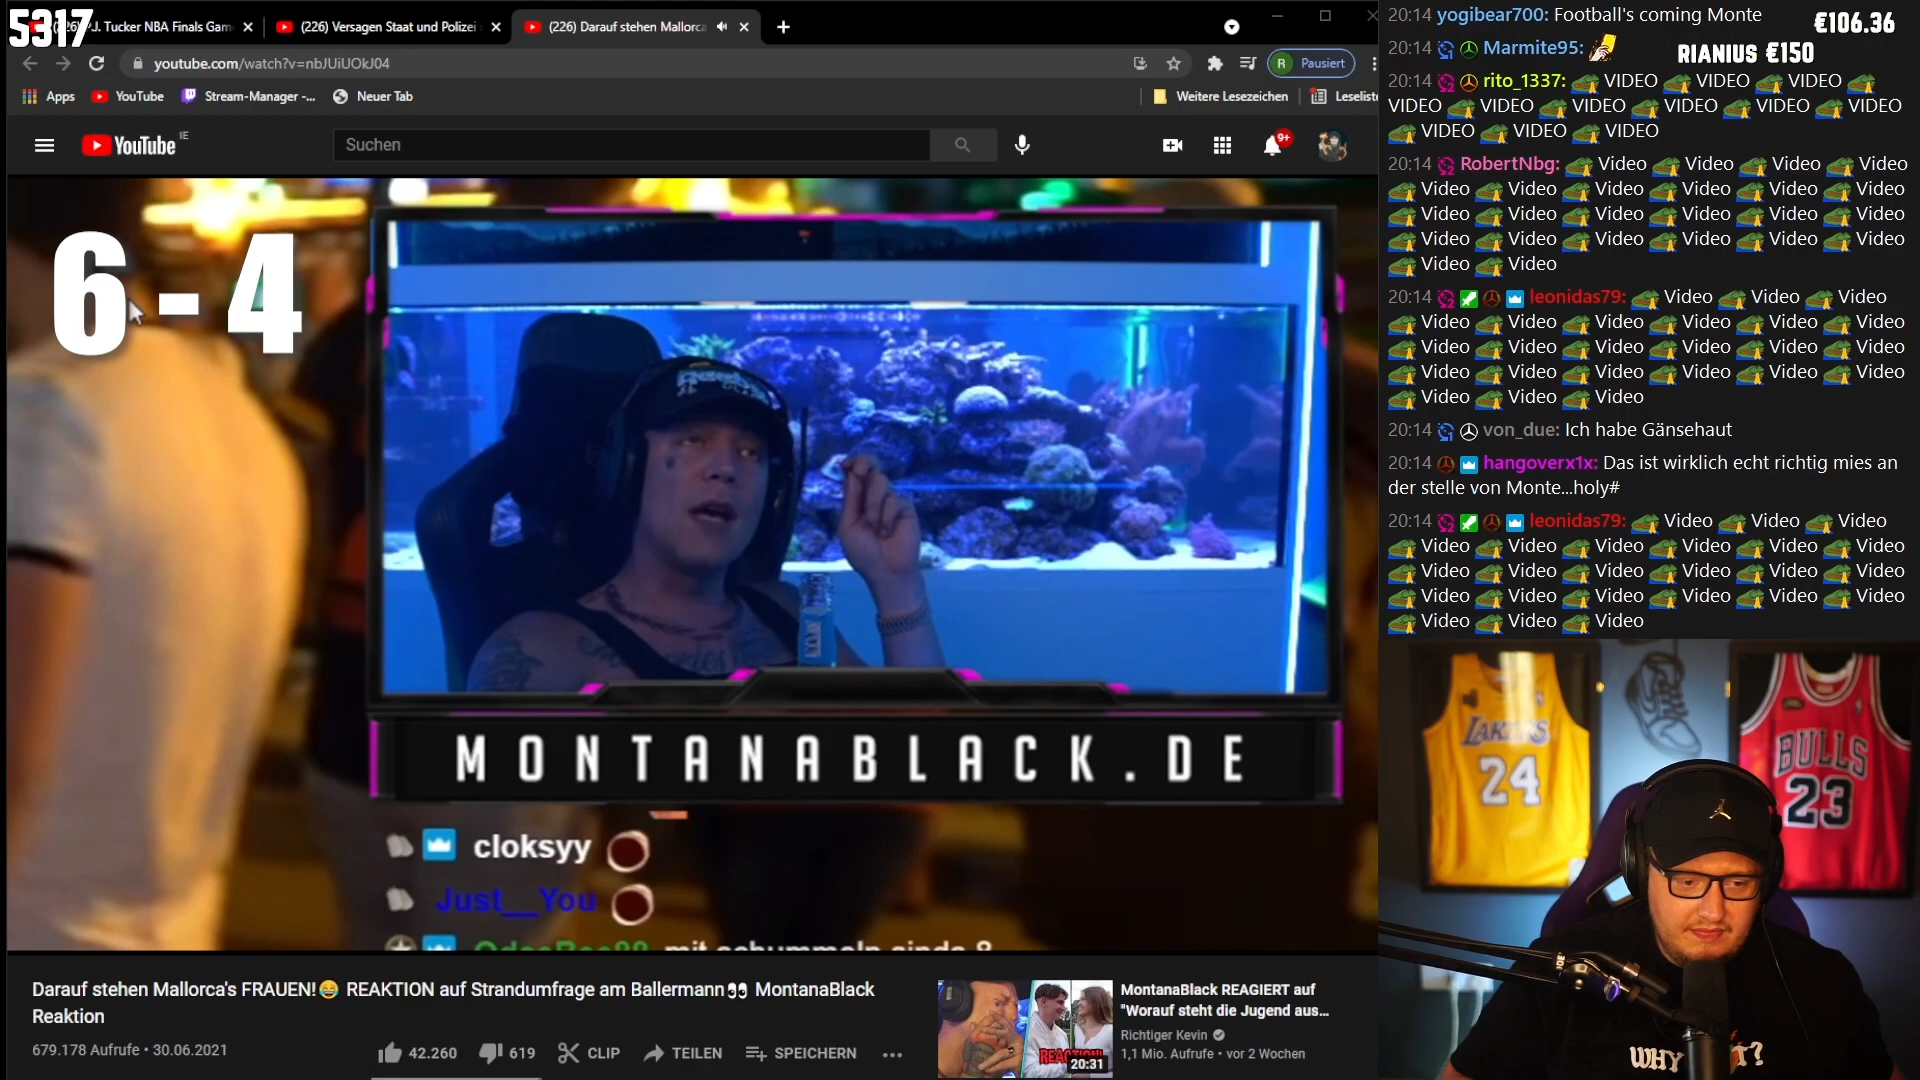 5317
J. Tucker NBA Finals Gam
(226) Versagen Staat und Polizei
(226) Darauf stehen Mallorca
youtube.com/watch?v=nbJUiUOkJ04
R Pausiert
Apps YouTube Stream-Manager -... Neuer Tab Weitere Lesezeichen Leseliste
YouTube IE
Suchen
9+
6 - 4
MONTANABLACK.DE
cloksyy
Just__You
mit schummeln sinds 8
Darauf stehen Mallorca's FRAUEN!😂 REAKTION auf Strandumfrage am Ballermann👀 MontanaBlack
Reaktion
679.178 Aufrufe • 30.06.2021
42.260 619 CLIP TEILEN SPEICHERN ...
REACTION!
20:31
MontanaBlack REAGIERT auf
"Worauf steht die Jugend aus...
Richtiger Kevin
1,1 Mio. Aufrufe • vor 2 Wochen
20:14 yogibear700: Football's coming Monte
€106.36
20:14 Marmite95:
RIANIUS €150
20:14 rito_1337: VIDEO VIDEO VIDEO
VIDEO VIDEO VIDEO VIDEO VIDEO VIDEO
VIDEO VIDEO VIDEO
20:14 RobertNbg: Video Video Video Video
Video Video Video Video Video Video
Video Video Video Video Video Video
Video Video Video Video Video Video
Video Video
20:14 leonidas79: Video Video Video
Video Video Video Video Video Video
Video Video Video Video Video Video
Video Video Video Video Video Video
Video Video Video
20:14 von_due: Ich habe Gänsehaut
20:14 hangoverx1x: Das ist wirklich echt richtig mies an
der stelle von Monte...holy#
20:14 leonidas79: Video Video Video
Video Video Video Video Video Video
Video Video Video Video Video Video
Video Video Video Video Video Video
Video Video Video
LAKERS
24
BULLS
23
WHY